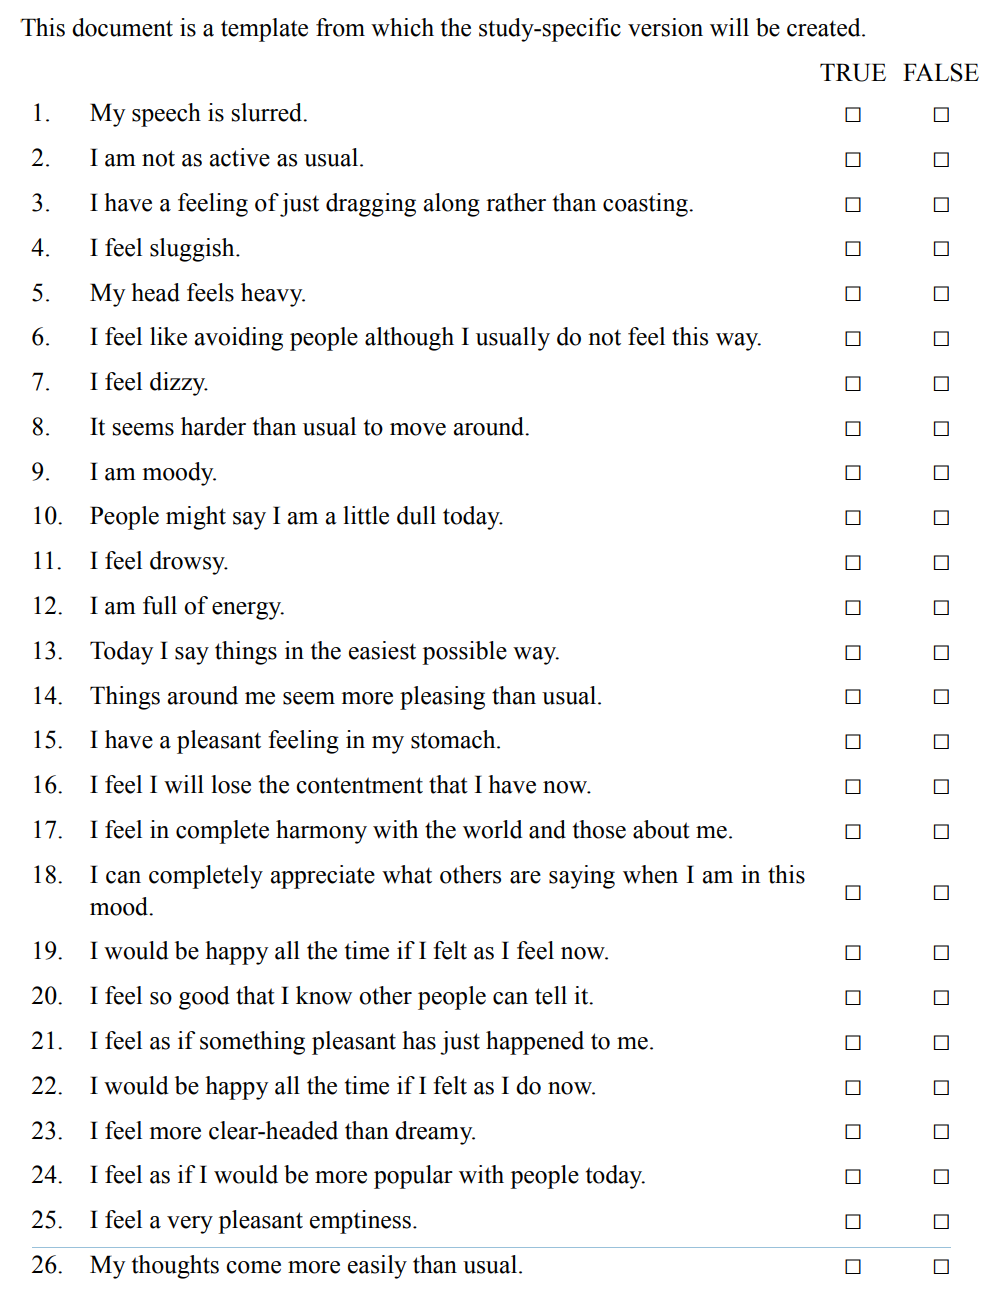 This document is a template from which the study-specific version will be created.
TRUE FALSE
1. My speech is slurred.
2. I am not as active as usual.
3. I have a feeling of just dragging along rather than coasting.
4. I feel sluggish.
5. My head feels heavy.
6. I feel like avoiding people although I usually do not feel this way.
7. I feel dizzy.
8. It seems harder than usual to move around.
9. I am moody.
10. People might say I am a little dull today.
11. I feel drowsy.
12. I am full of energy.
13. Today I say things in the easiest possible way.
14. Things around me seem more pleasing than usual.
15. I have a pleasant feeling in my stomach.
16. I feel I will lose the contentment that I have now.
17. I feel in complete harmony with the world and those about me.
18. I can completely appreciate what others are saying when I am in this
mood.
19. I would be happy all the time if I felt as I feel now.
20. I feel so good that I know other people can tell it.
21. I feel as if something pleasant has just happened to me.
22. I would be happy all the time if I felt as I do now.
23. I feel more clear-headed than dreamy.
24. I feel as if I would be more popular with people today.
25. I feel a very pleasant emptiness.
26. My thoughts come more easily than usual.